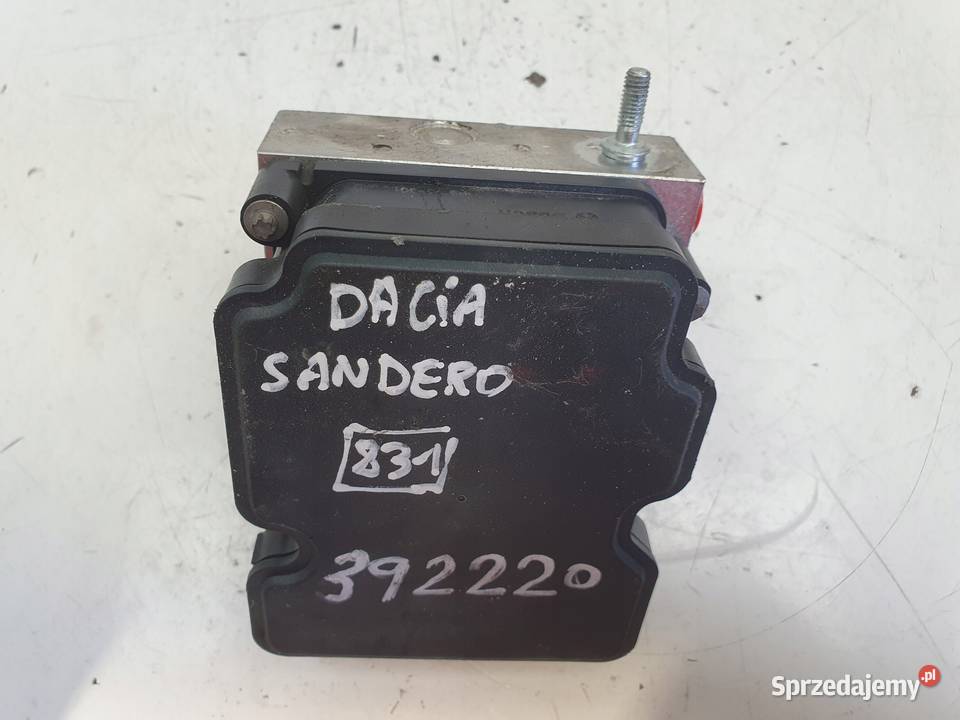 DACiA
SANDERO
831
392220
Sprzedajemy.pl